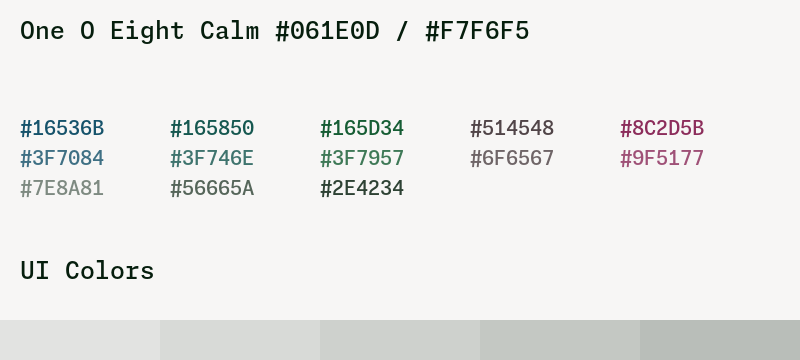 One O Eight Calm #061E0D / #F7F6F5
#16536B #165850 #165D34 #514548 #8C2D5B
#3F7084 #3F746E #3F7957 #6F6567 #9F5177
#7E8A81 #56665A #2E4234
UI Colors